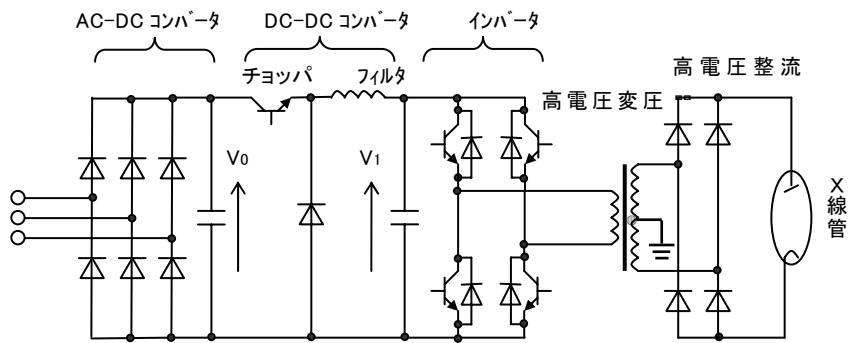 AC-DC コンバータ
DC-DC コンバータ
インバータ
チョッパ
フィルタ
高電圧変圧
高電圧整流
V0
V1
X線管